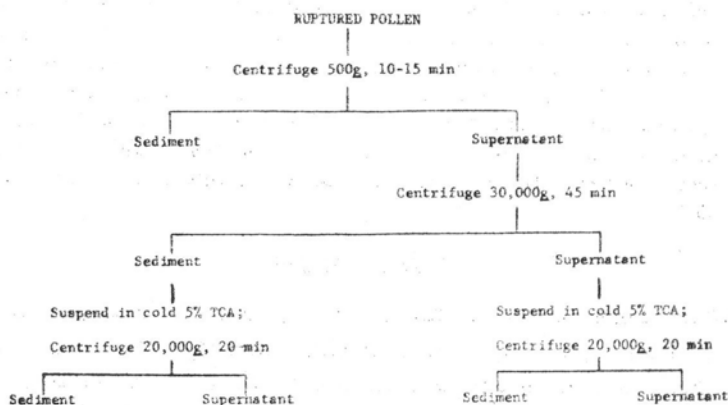 RUPTURED POLLEN
Centrifuge 500g, 10-15 min
Sediment Supernatant
Centrifuge 30,000g, 45 min
Sediment Supernatant
Suspend in cold 5% TCA; Suspend in cold 5% TCA;
Centrifuge 20,000g, 20 min Centrifuge 20,000g, 20 min
Sediment Supernatant Sediment Supernatant